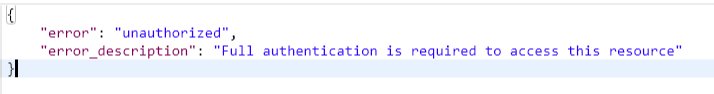 {
"error": "unauthorized",
"error_description": "Full authentication is required to access this resource"
}